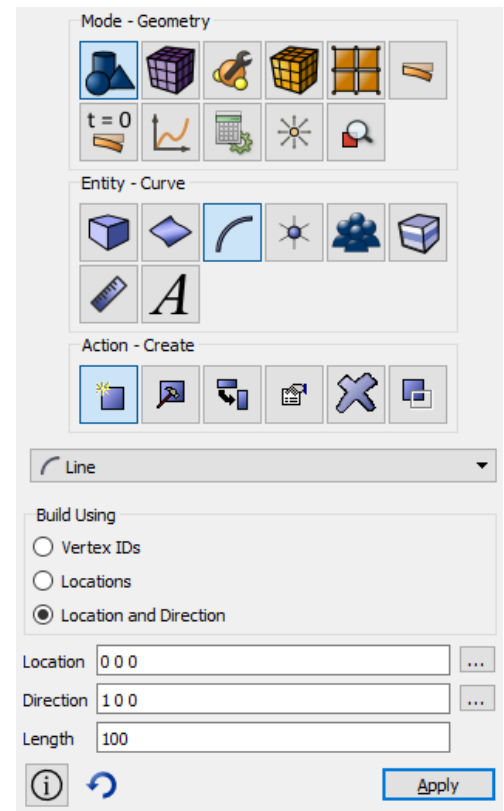 Mode - Geometry
t = 0
Entity - Curve
A
Action - Create
Line
Build Using
Vertex IDs
Locations
Location and Direction
Location 0 0 0 ...
Direction 1 0 0 ...
Length 100
i Apply